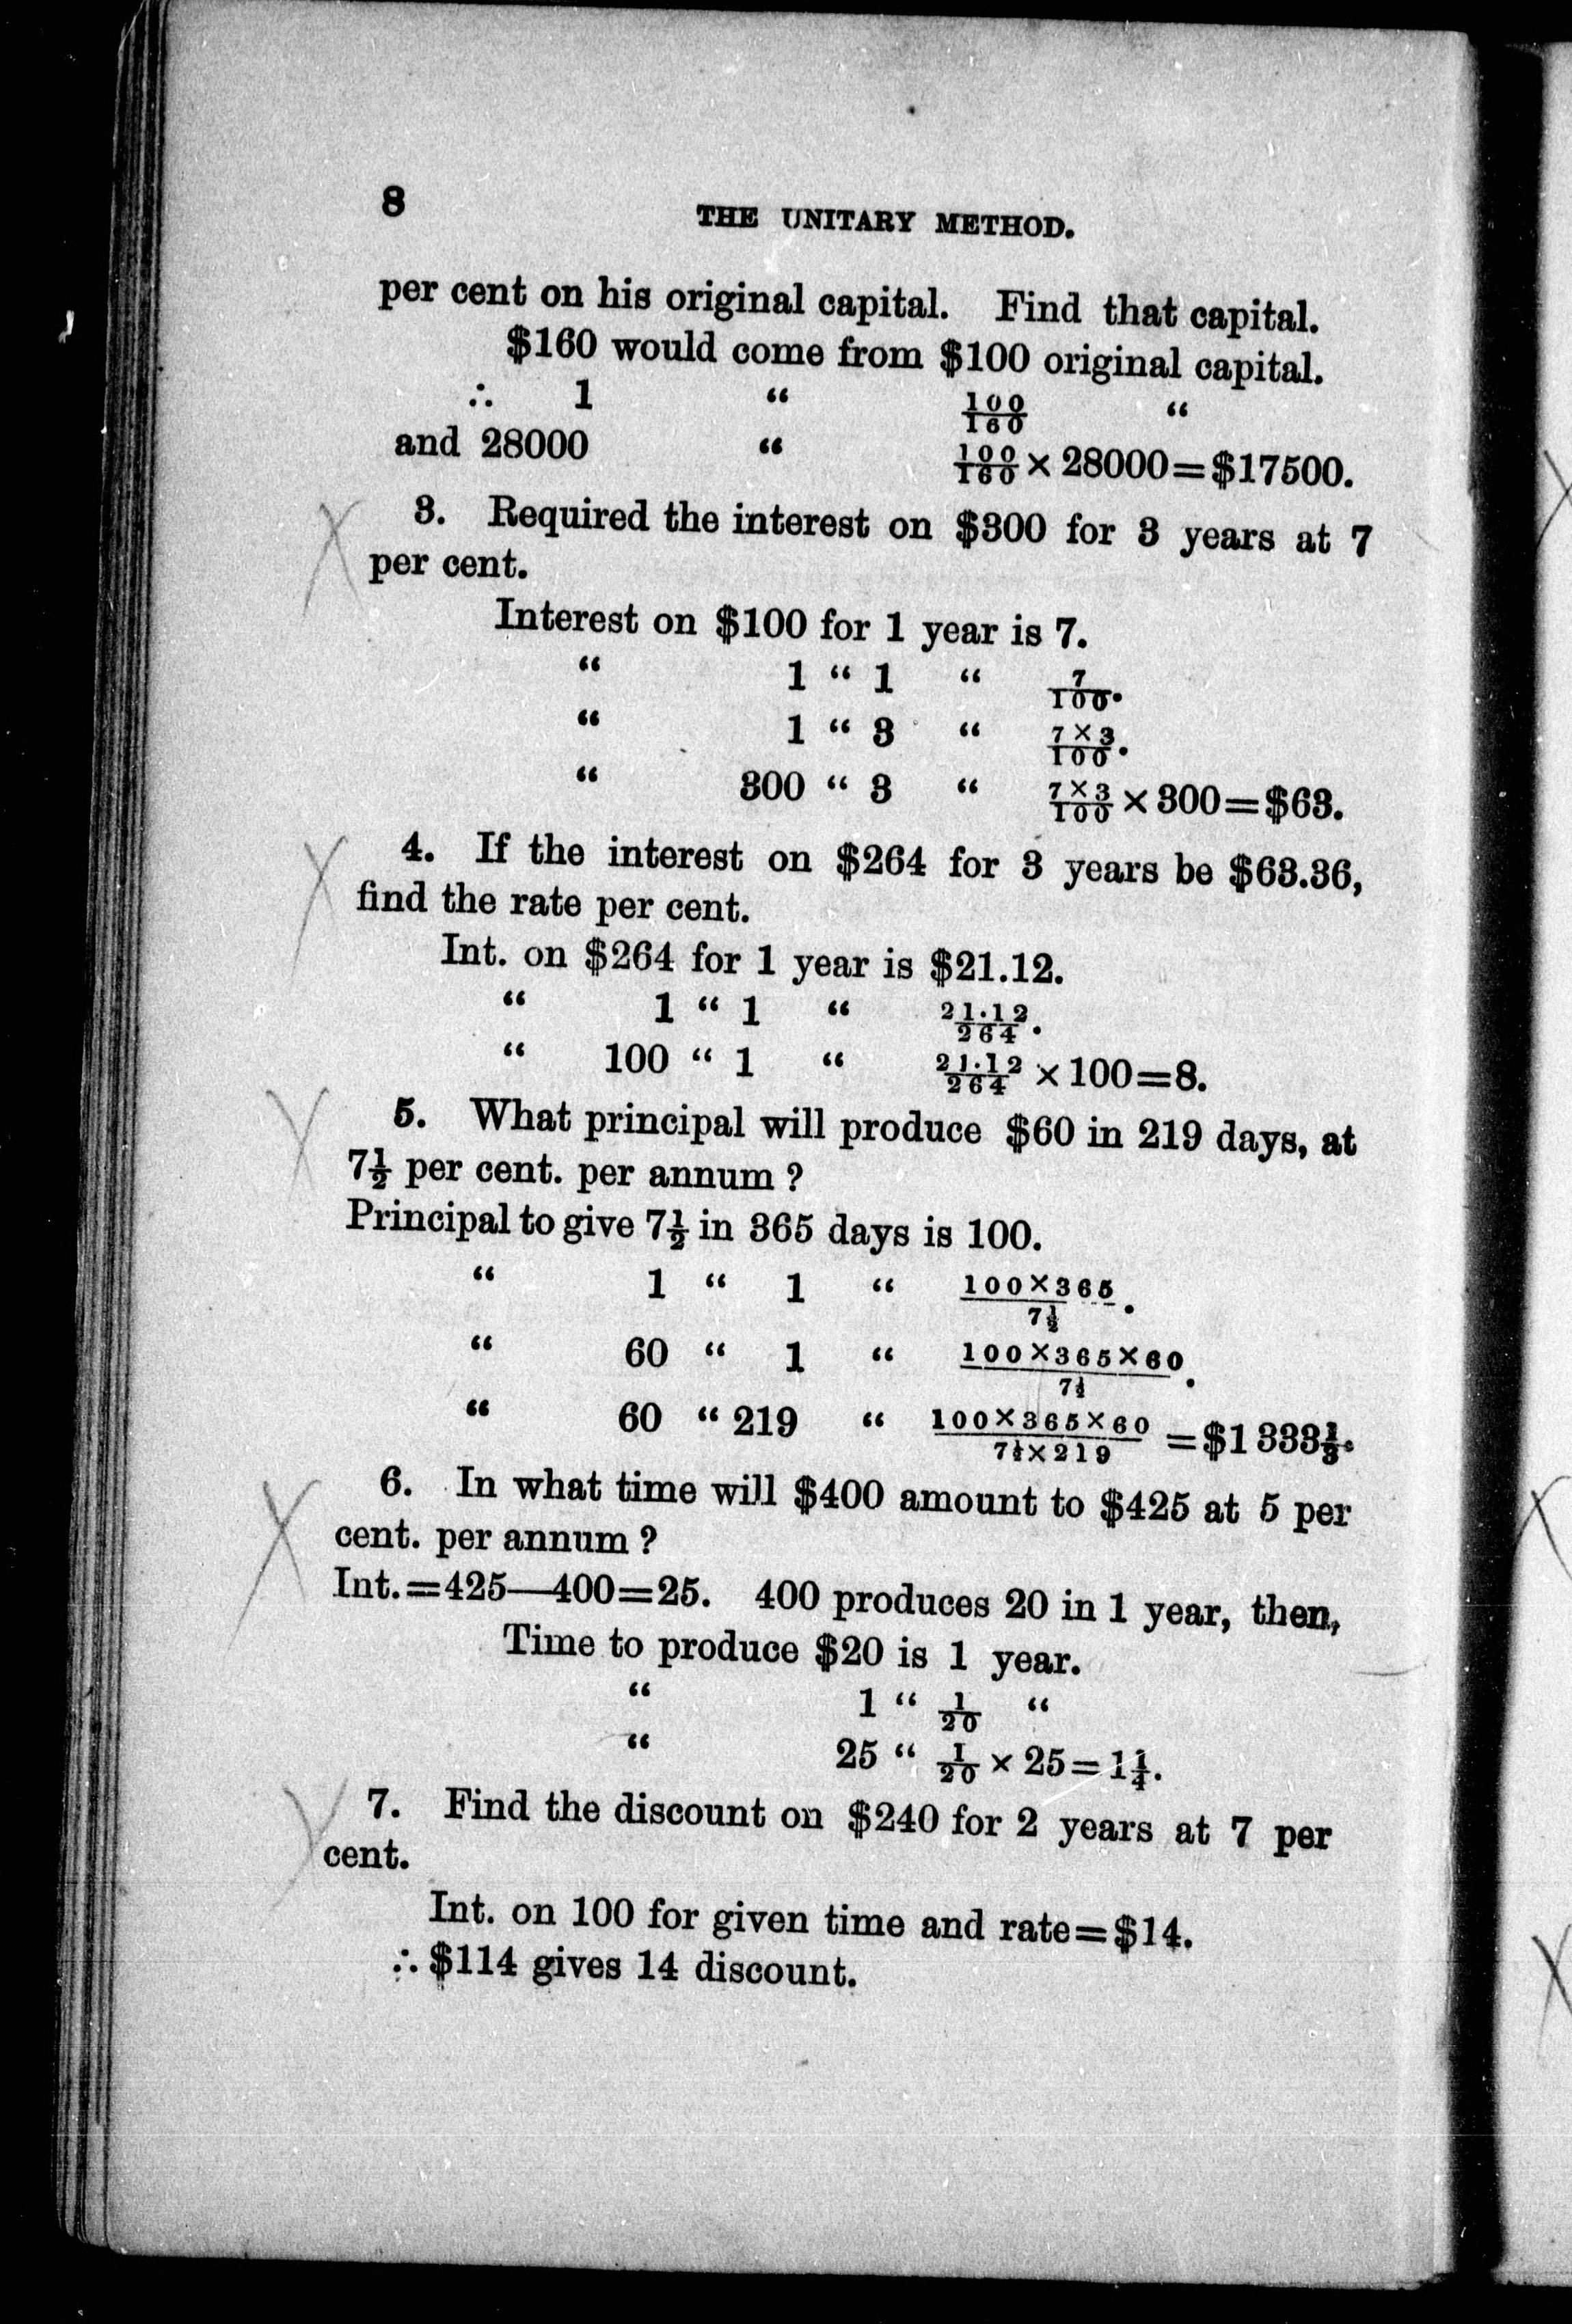 8
THE UNITARY METHOD.
per cent on his original capital. Find that capital.
$160 would come from $100 original capital.
∴ 1 “ 100/160 “
and 28000 “ 100/160 × 28000=$17500.
3. Required the interest on $300 for 3 years at 7
per cent.
Interest on $100 for 1 year is 7.
“ 1 “ 1 “ 7/100.
“ 1 “ 3 “ 7×3/100.
“ 300 “ 3 “ 7×3/100 × 300=$63.
4. If the interest on $264 for 3 years be $63.36,
find the rate per cent.
Int. on $264 for 1 year is $21.12.
“ 1 “ 1 “ 21·12/264.
“ 100 “ 1 “ 21·12/264 × 100=8.
5. What principal will produce $60 in 219 days, at
7½ per cent. per annum ?
Principal to give 7½ in 365 days is 100.
“ 1 “ 1 “ 100×365/7½.
“ 60 “ 1 “ 100×365×60/7½.
“ 60 “ 219 “ 100×365×60/7½×219 =$1333⅓.
6. In what time will $400 amount to $425 at 5 per
cent. per annum ?
Int.=425—400=25. 400 produces 20 in 1 year, then,
Time to produce $20 is 1 year.
“ 1 “ 1/20 “
“ 25 “ 1/20 × 25=1¼.
7. Find the discount on $240 for 2 years at 7 per
cent.
Int. on 100 for given time and rate=$14.
∴ $114 gives 14 discount.